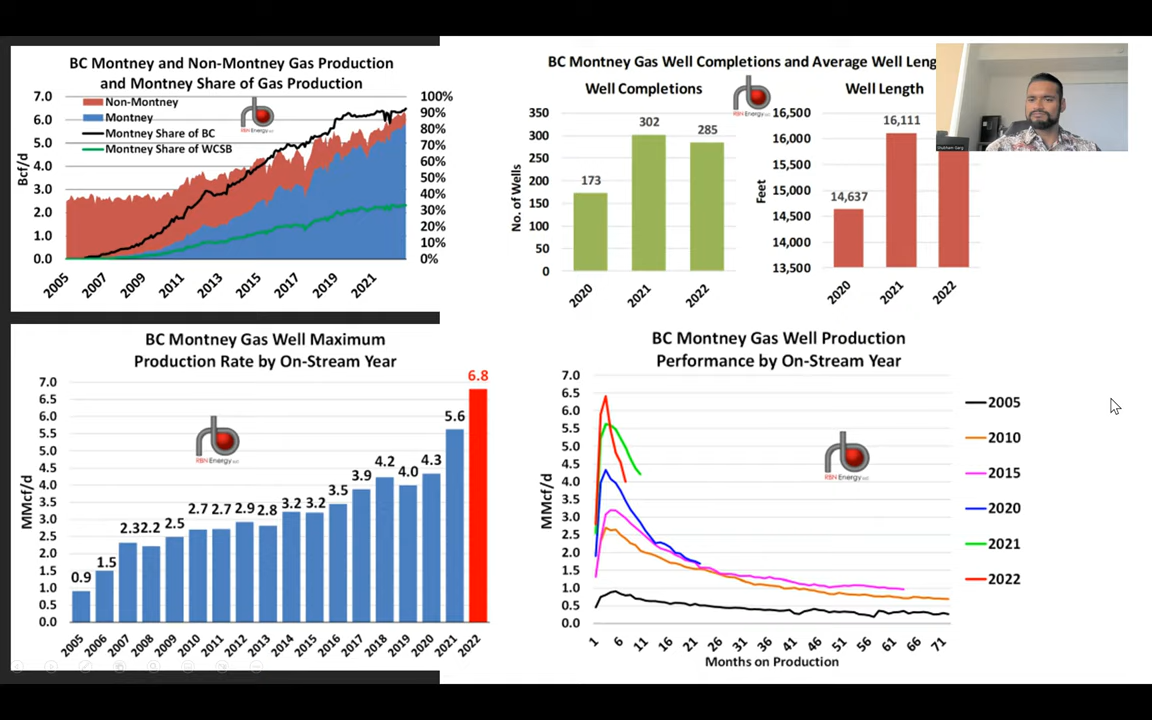 BC Montney and Non-Montney Gas Production
and Montney Share of Gas Production
7.0
6.0
5.0
4.0
3.0
2.0
1.0
0.0
Bcf/d
Non-Montney
Montney
Montney Share of BC
Montney Share of WCSB
RBN Energy LLC
100%
90%
80%
70%
60%
50%
40%
30%
20%
10%
0%
2005 2007 2009 2011 2013 2015 2017 2019 2021
BC Montney Gas Well Completions and Average Well Leng
Well Completions
350
300
250
200
150
100
50
0
No. of Wells
173 302 285
2020 2021 2022
RBN Energy LLC
Well Length
16,500
16,000
15,500
15,000
14,500
14,000
13,500
Feet
14,637 16,111
2020 2021 2022
Shubham Garg
BC Montney Gas Well Maximum
Production Rate by On-Stream Year
7.0
6.5
6.0
5.5
5.0
4.5
4.0
3.5
3.0
2.5
2.0
1.5
1.0
0.5
0.0
MMcf/d
RBN Energy LLC
0.9 1.5 2.3 2.2 2.5 2.7 2.7 2.9 2.8 3.2 3.2 3.5 3.9 4.2 4.0 4.3 5.6 6.8
2005 2006 2007 2008 2009 2010 2011 2012 2013 2014 2015 2016 2017 2018 2019 2020 2021 2022
BC Montney Gas Well Production
Performance by On-Stream Year
7.0
6.5
6.0
5.5
5.0
4.5
4.0
3.5
3.0
2.5
2.0
1.5
1.0
0.5
0.0
MMcf/d
RBN Energy LLC
1 6 11 16 21 26 31 36 41 46 51 56 61 66 71
Months on Production
2005
2010
2015
2020
2021
2022